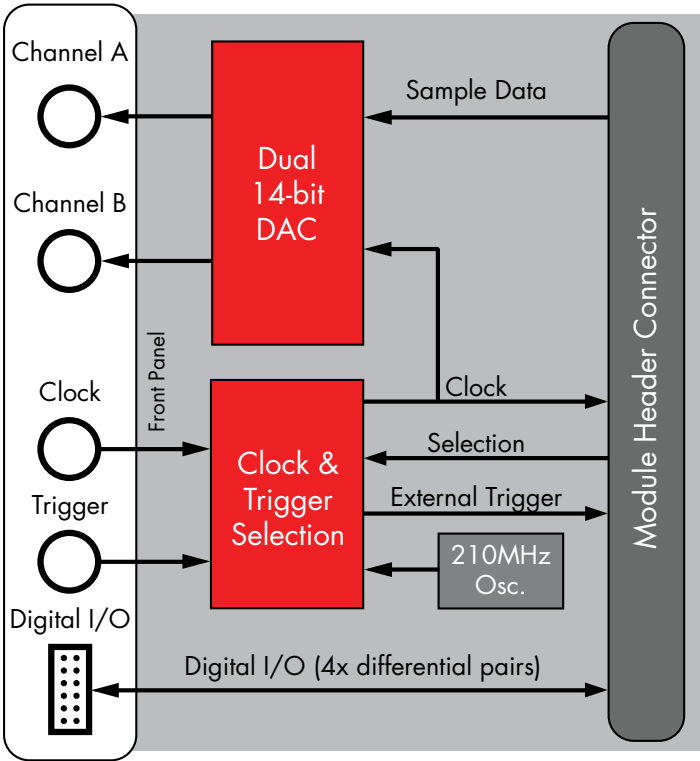 Channel A
Sample Data
Dual
14-bit
DAC
Channel B
Module Header Connector
Front Panel
Clock
Clock
Selection
Clock &
Trigger
Selection
Trigger
External Trigger
210MHz
Osc.
Digital I/O
Digital I/O (4x differential pairs)